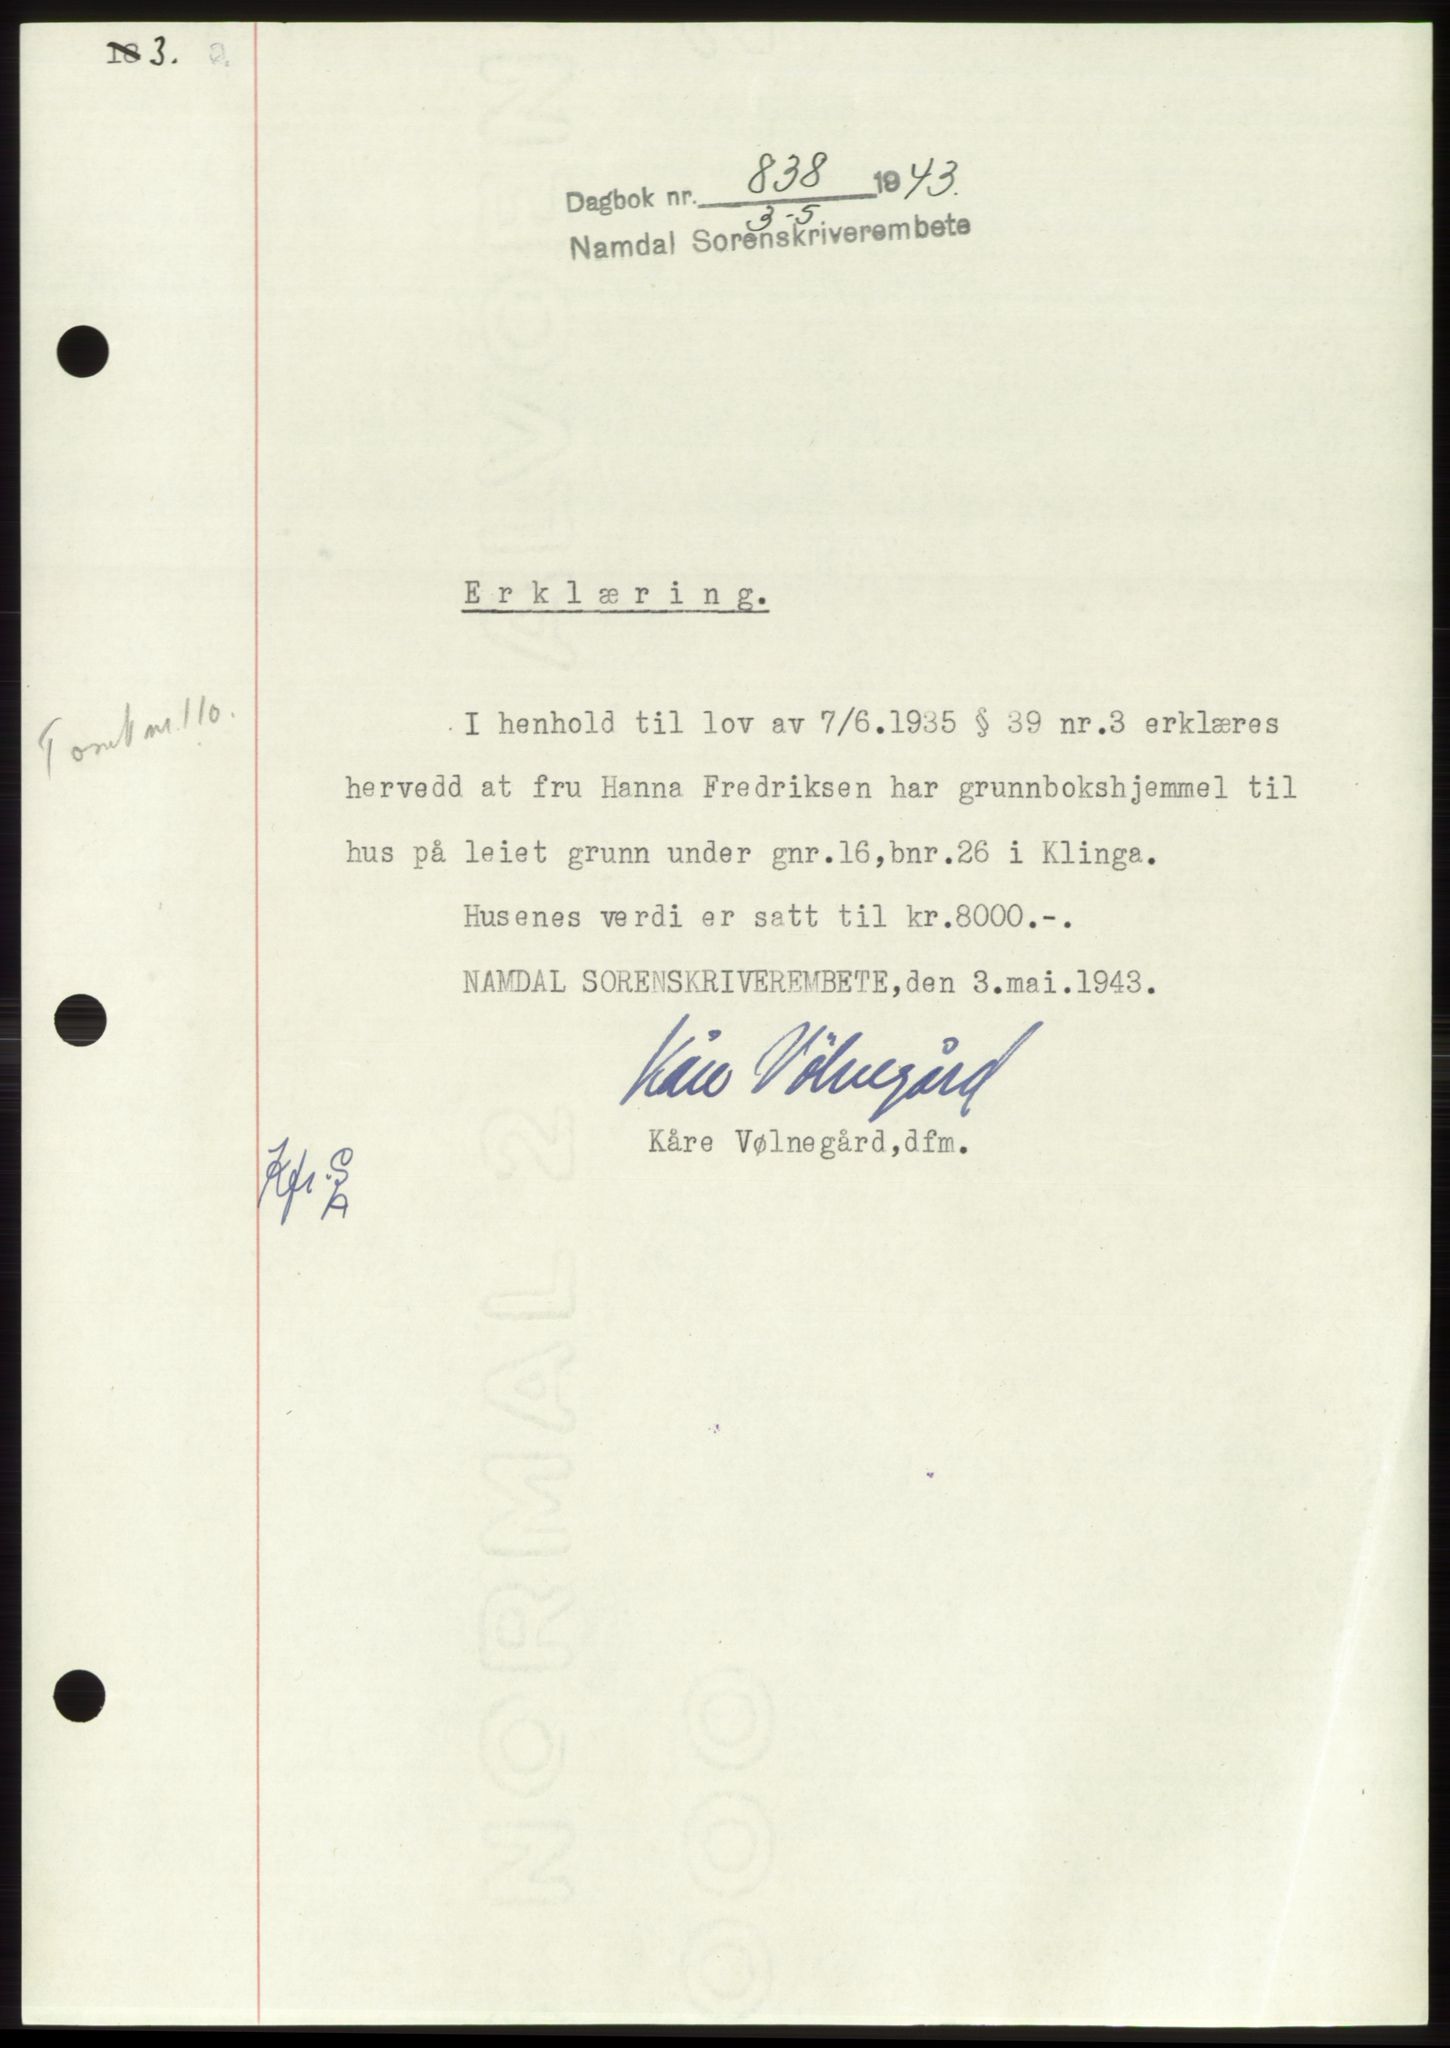 3.
Dagbok nr. 838 1943.
3-5
Namdal Sorenskriverembete
Erklæring.
nr. 110.
I henhold til lov av 7/6.1935 § 39 nr.3 erklæres
hervedd at fru Hanna Fredriksen har grunnbokshjemmel til
hus på leiet grunn under gnr.16,bnr.26 i Klinga.
Husenes verdi er satt til kr.8000.-.
NAMDAL SORENSKRIVEREMBETE,den 3.mai.1943.
Kåre Vølnegård
Kåre Vølnegård,dfm.
Kfr. S
A